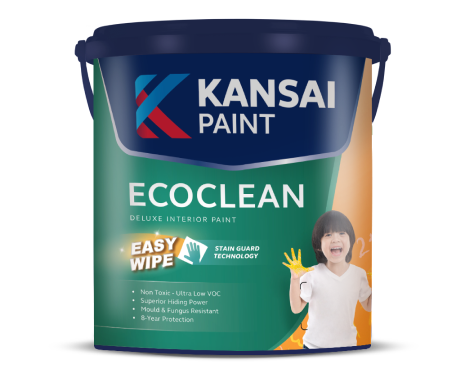 KANSAI
PAINT
ECOCLEAN
DELUXE INTERIOR PAINT
EASY
WIPE
STAIN GUARD
TECHNOLOGY
• Non Toxic - Ultra Low VOC
• Superior Hiding Power
• Mould & Fungus Resistant
• 8-Year Protection